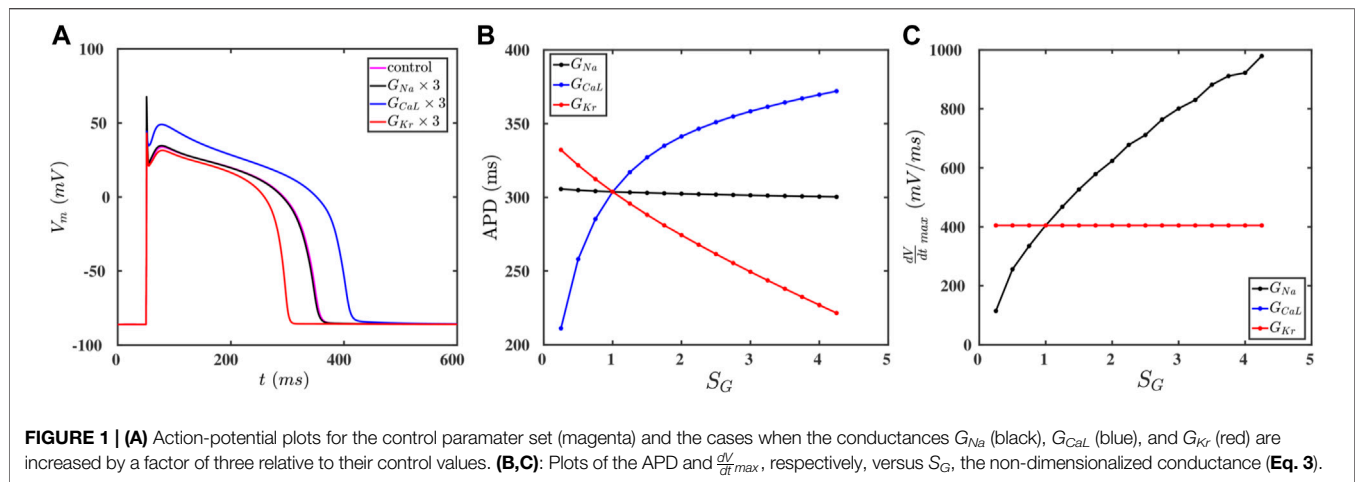 A
100
50
0
-50
-100
V_m (mV)
0
200
400
600
t (ms)
control
G_Na × 3
G_CaL × 3
G_Kr × 3
B
400
350
300
250
200
APD (ms)
0
1
2
3
4
5
S_G
G_Na
G_CaL
G_Kr
C
1000
800
600
400
200
0
dV/dt max (mV/ms)
0
1
2
3
4
5
S_G
G_Na
G_CaL
G_Kr
FIGURE 1 | (A) Action-potential plots for the control paramater set (magenta) and the cases when the conductances G_Na (black), G_CaL (blue), and G_Kr (red) are
increased by a factor of three relative to their control values. (B,C): Plots of the APD and dV/dt max, respectively, versus S_G, the non-dimensionalized conductance (Eq. 3).